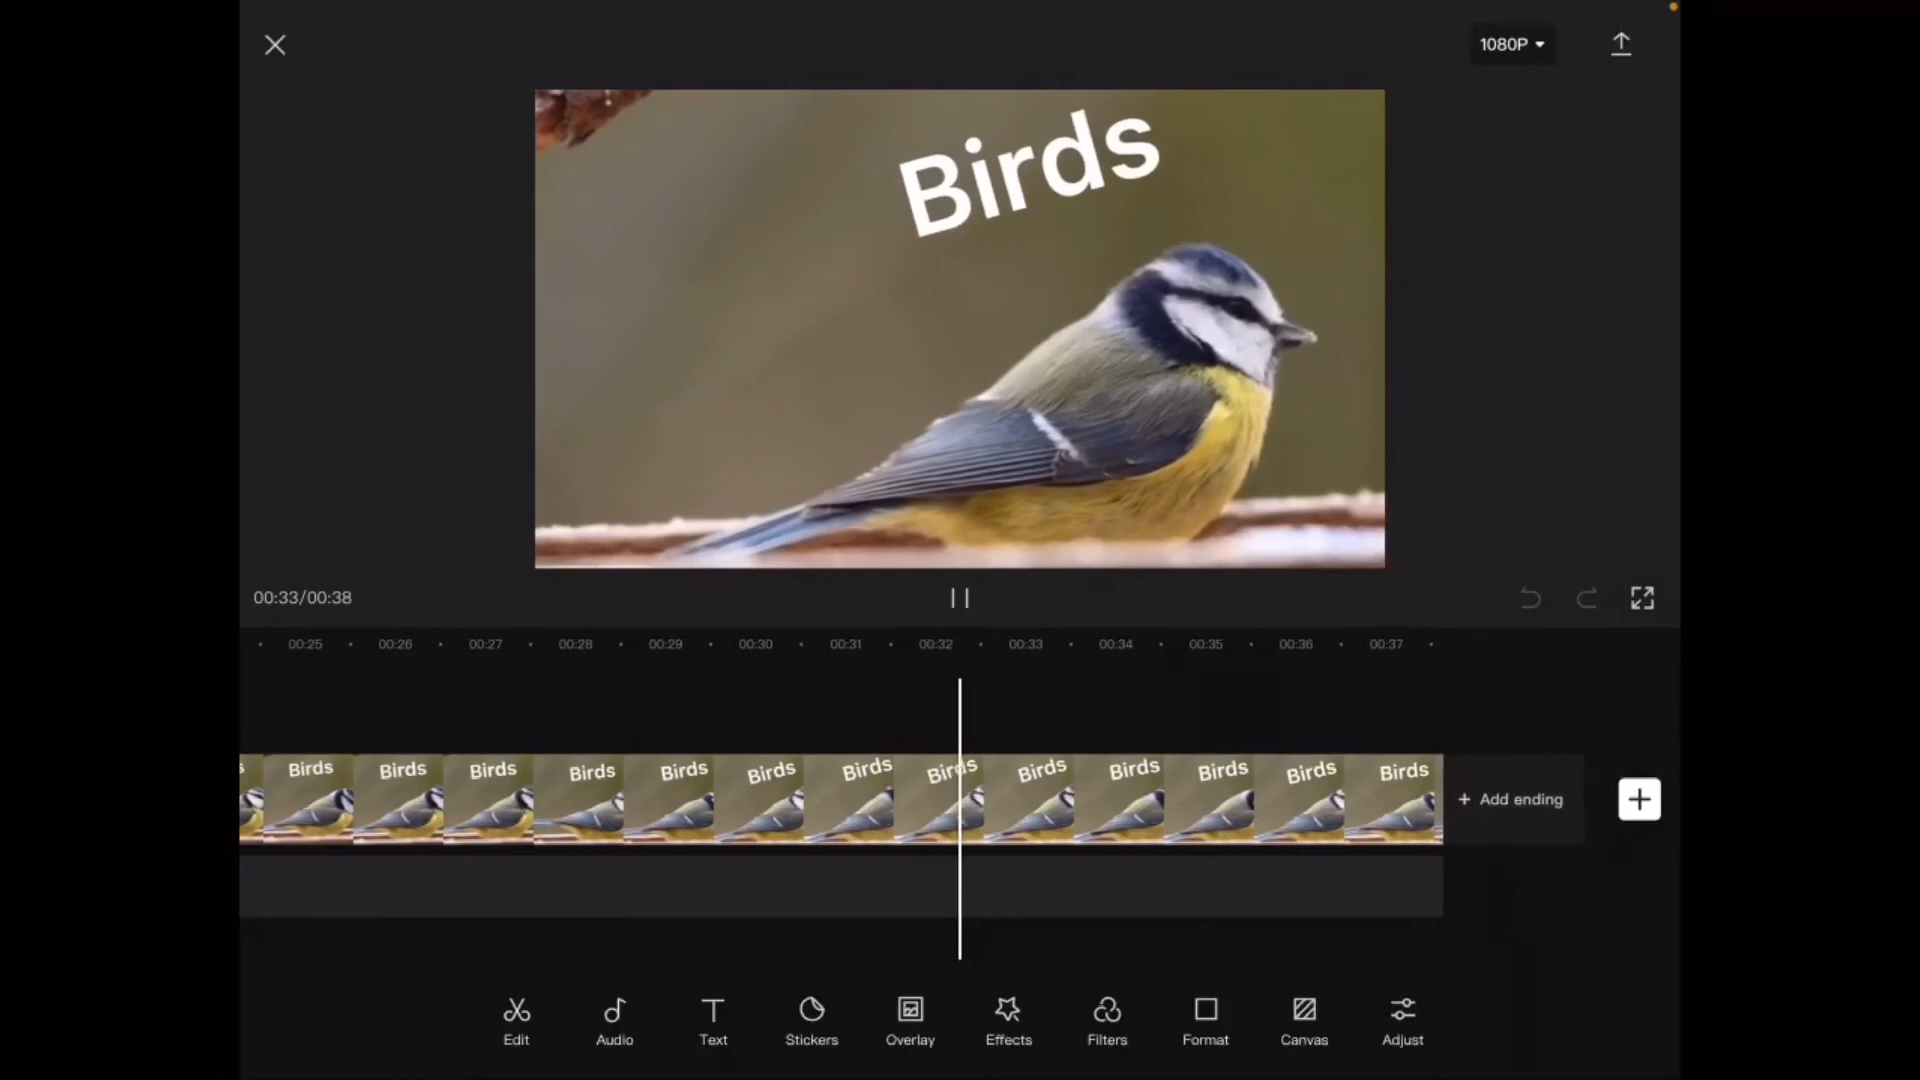 1080P
Birds
00:33/00:38
00:25 00:26 00:27 00:28 00:29 00:30 00:31 00:32 00:33 00:34 00:35 00:36 00:37
s Birds Birds Birds Birds Birds Birds Birds Birds Birds Birds Birds Birds Birds
+ Add ending
Edit Audio Text Stickers Overlay Effects Filters Format Canvas Adjust